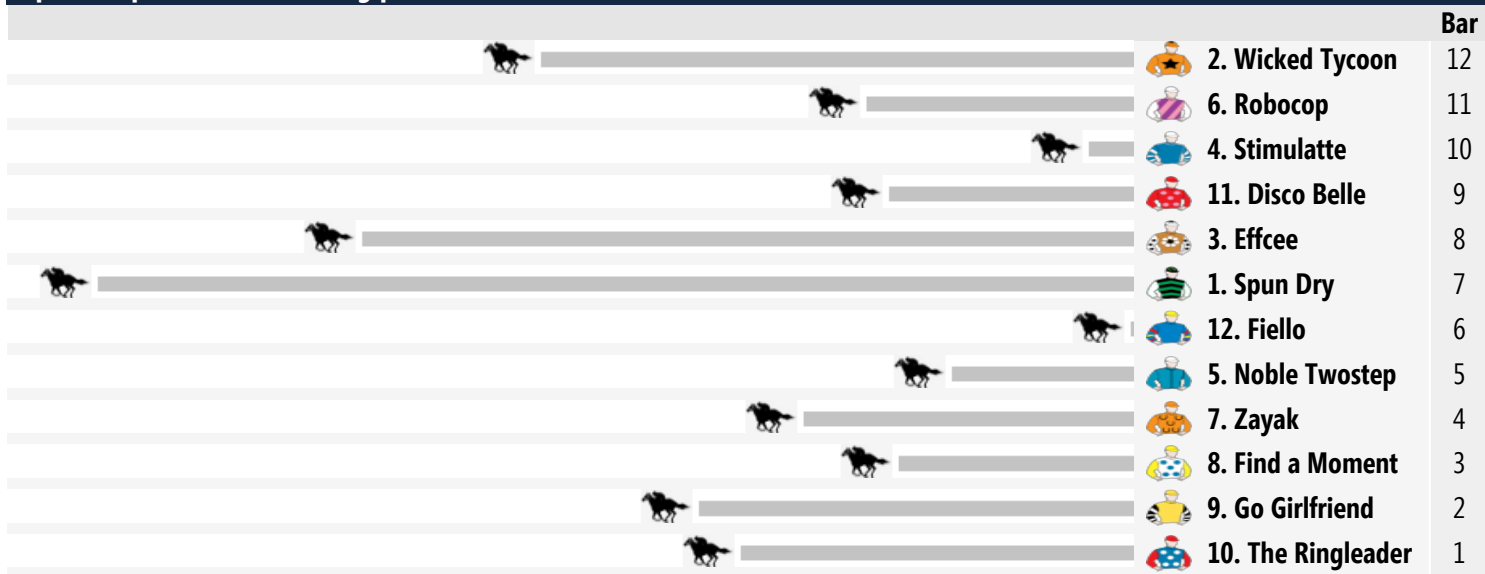 Bar
2. Wicked Tycoon 12
6. Robocop 11
4. Stimulatte 10
11. Disco Belle 9
3. Effcee 8
1. Spun Dry 7
12. Fiello 6
5. Noble Twostep 5
7. Zayak 4
8. Find a Moment 3
9. Go Girlfriend 2
10. The Ringleader 1